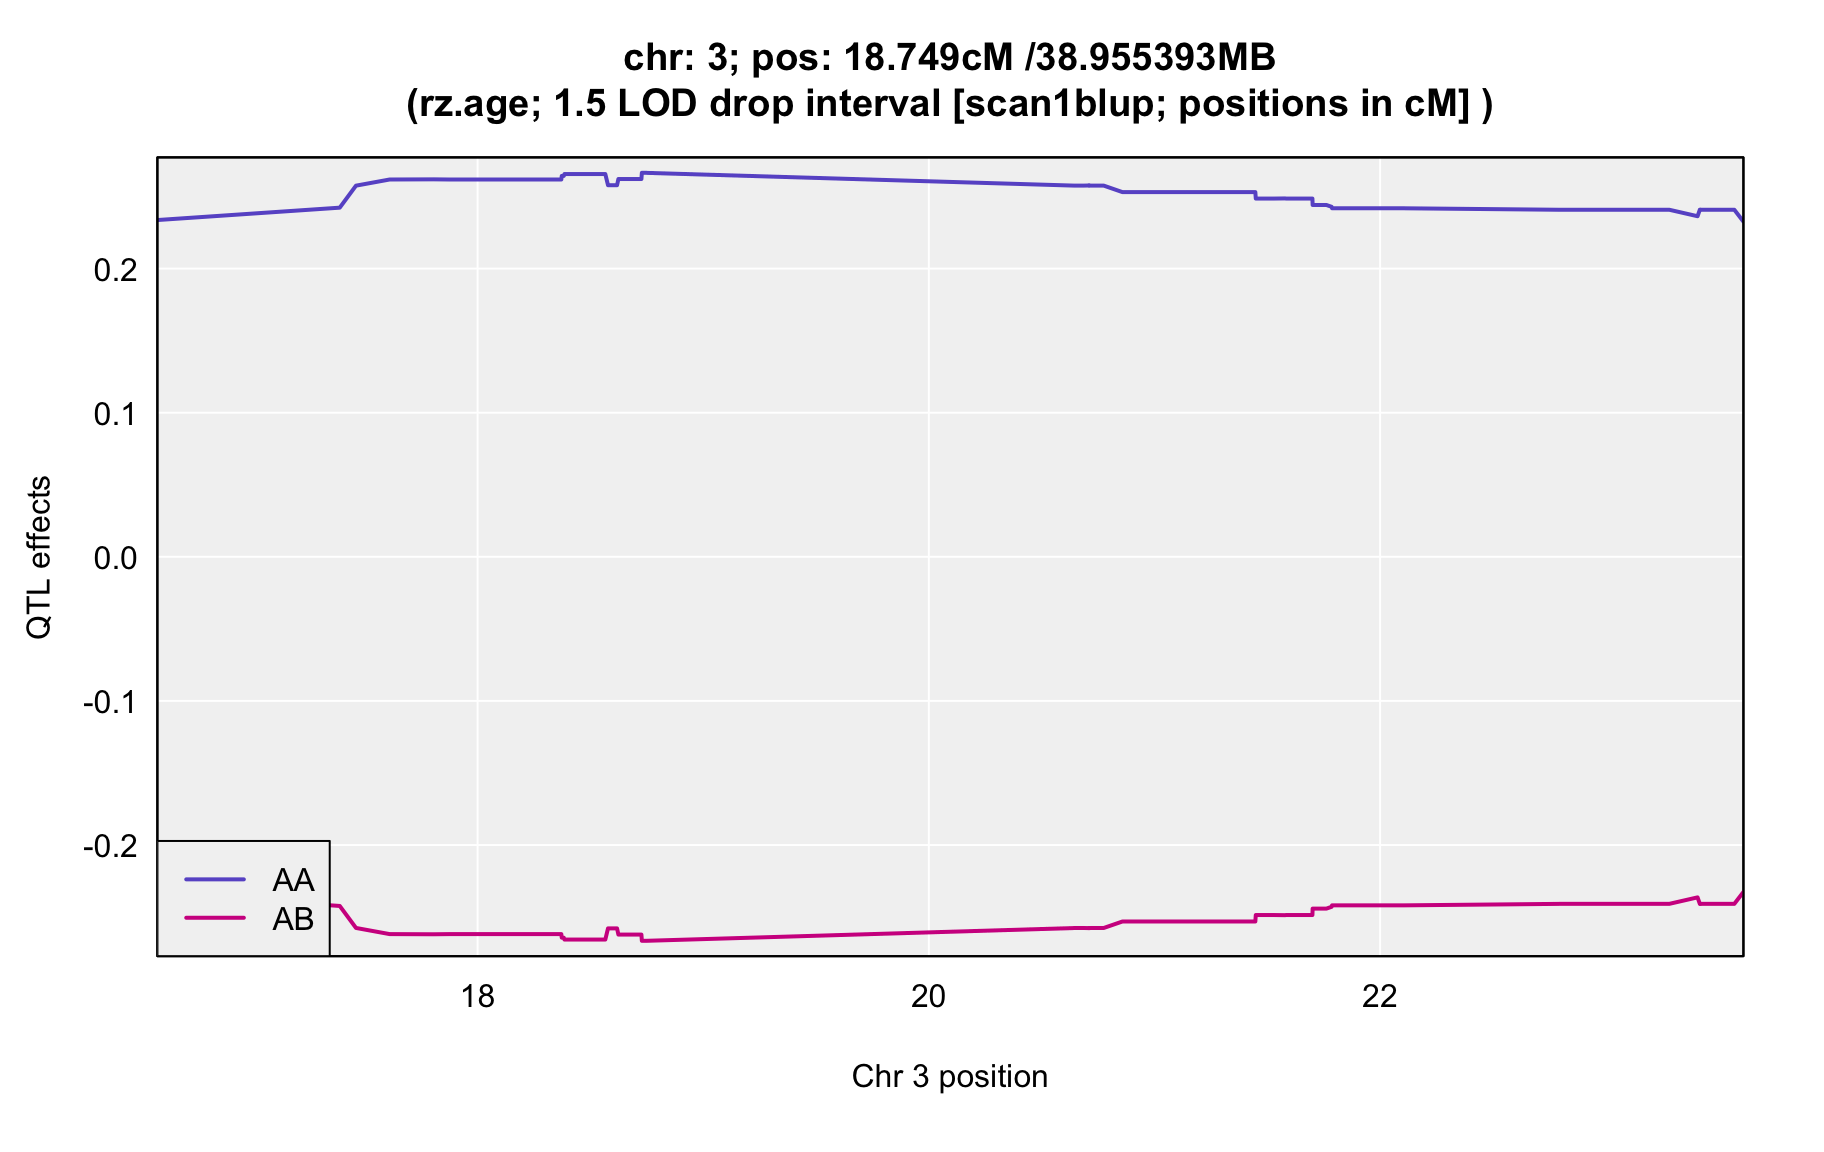 chr: 3; pos: 18.749cM /38.955393MB
(rz.age; 1.5 LOD drop interval [scan1blup; positions in cM] )
QTL effects
0.2
0.1
0.0
-0.1
-0.2
AA
AB
18 20 22
Chr 3 position